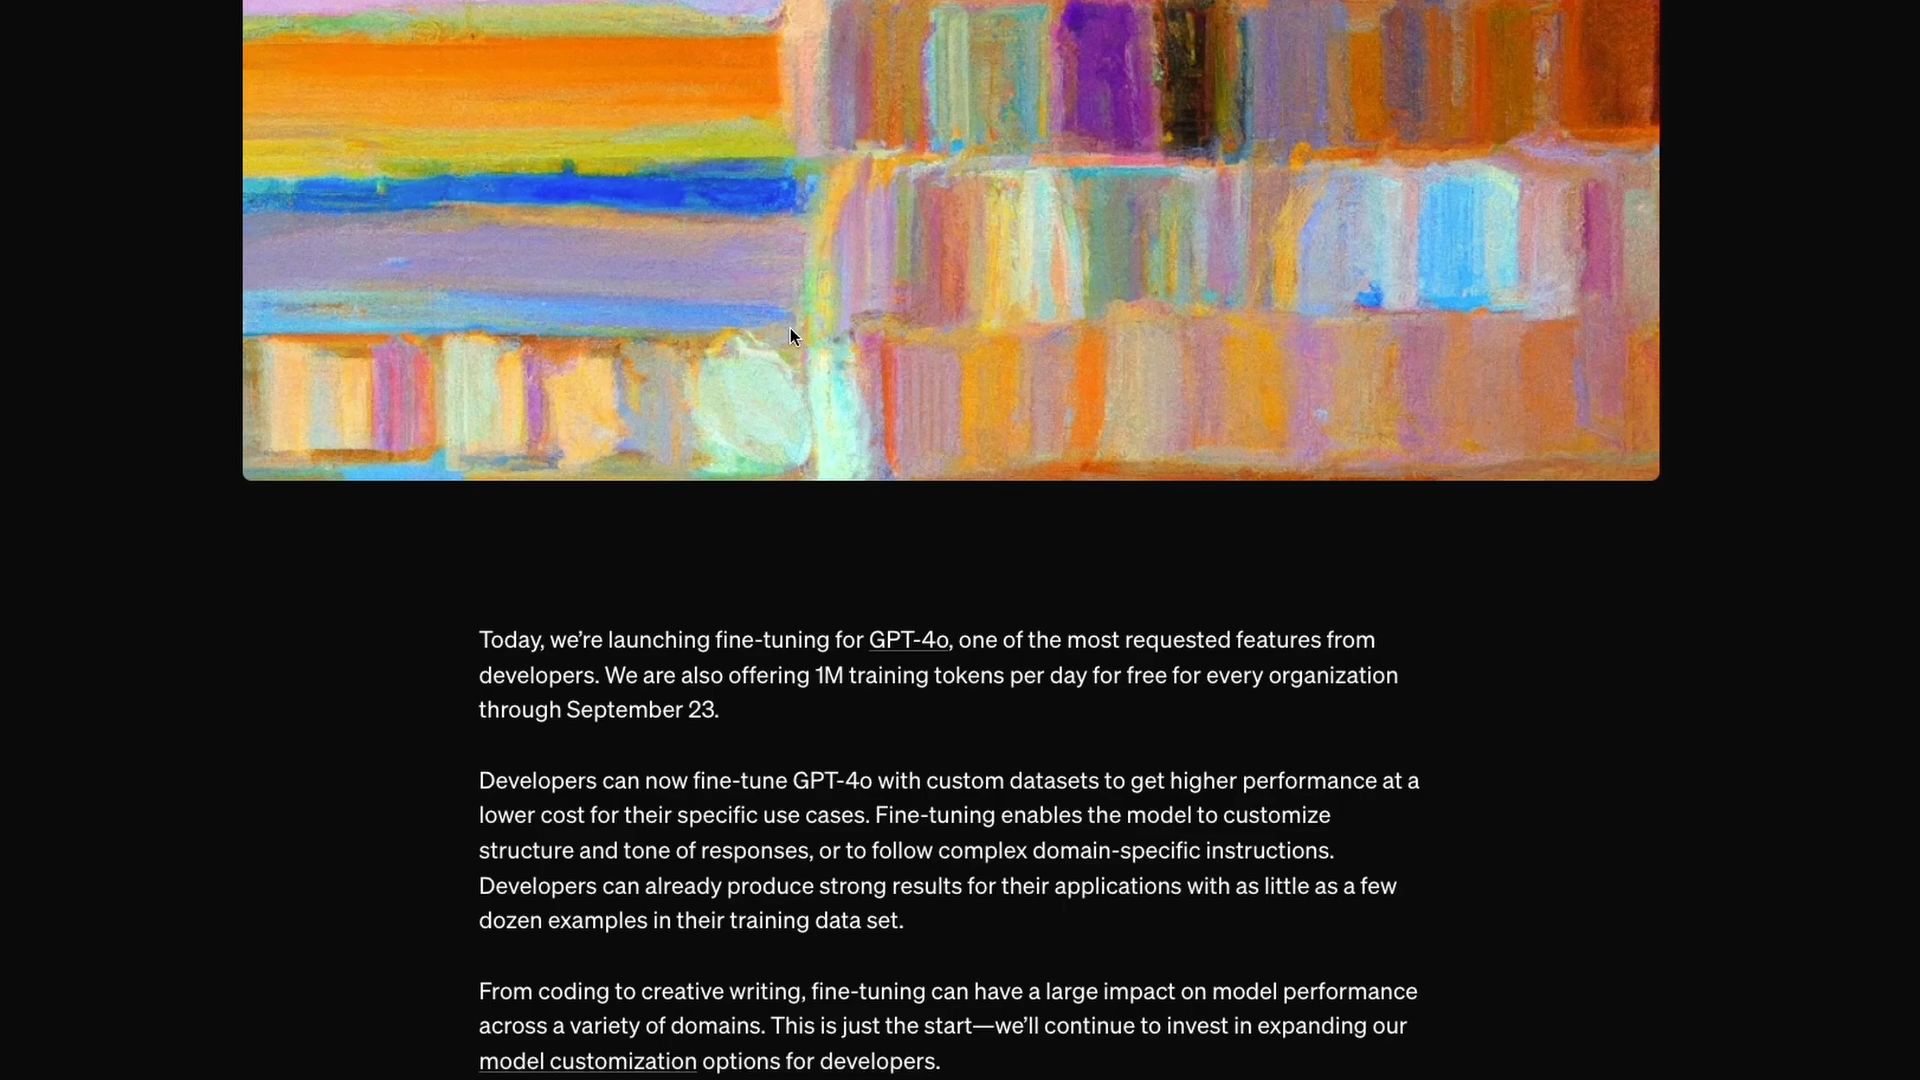 Today, we’re launching fine-tuning for GPT-4o, one of the most requested features from
developers. We are also offering 1M training tokens per day for free for every organization
through September 23.
Developers can now fine-tune GPT-4o with custom datasets to get higher performance at a
lower cost for their specific use cases. Fine-tuning enables the model to customize
structure and tone of responses, or to follow complex domain-specific instructions.
Developers can already produce strong results for their applications with as little as a few
dozen examples in their training data set.
From coding to creative writing, fine-tuning can have a large impact on model performance
across a variety of domains. This is just the start—we’ll continue to invest in expanding our
model customization options for developers.